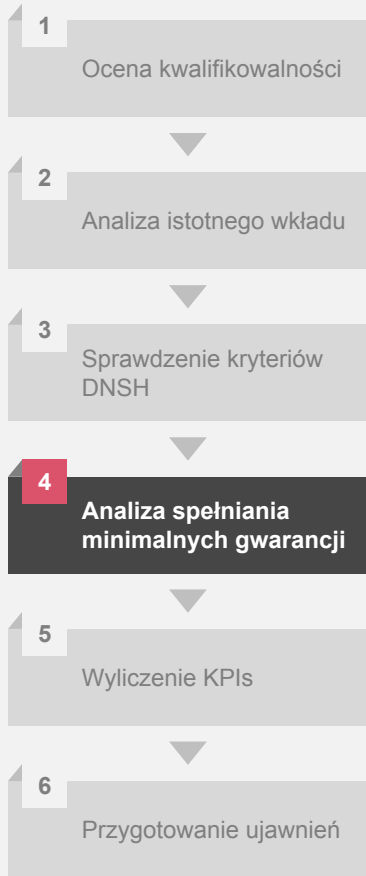 1
Ocena kwalifikowalności
2
Analiza istotnego wkładu
3
Sprawdzenie kryteriów
DNSH
4
Analiza spełniania
minimalnych gwarancji
5
Wyliczenie KPIs
6
Przygotowanie ujawnień